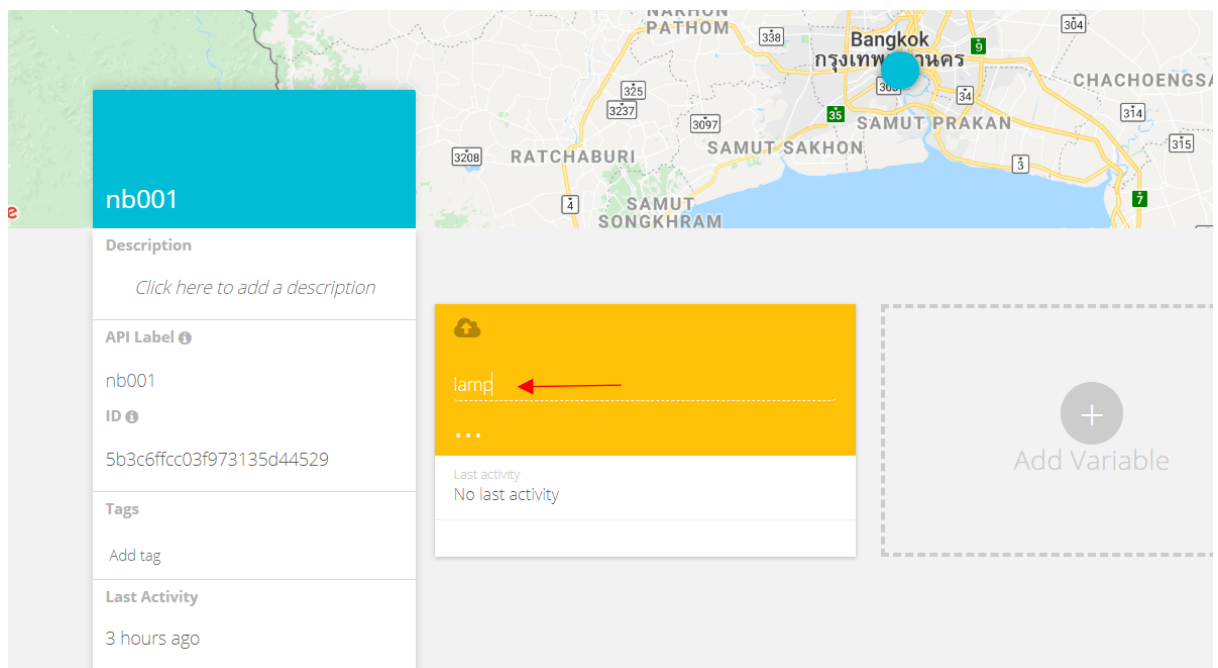 NAKHON
PATHOM
338
Bangkok
9
304
325
303
34
CHACHOENGSA
3237
3097
35
SAMUT PRAKAN
314
315
3208
RATCHABURI
SAMUT SAKHON
3
4
SAMUT
SONGKHRAM
7
nb001
Description
Click here to add a description
API Label
nb001
ID
5b3c6ffcc03f973135d44529
Tags
Add tag
Last Activity
3 hours ago
lamp
...
Last activity
No last activity
+
Add Variable